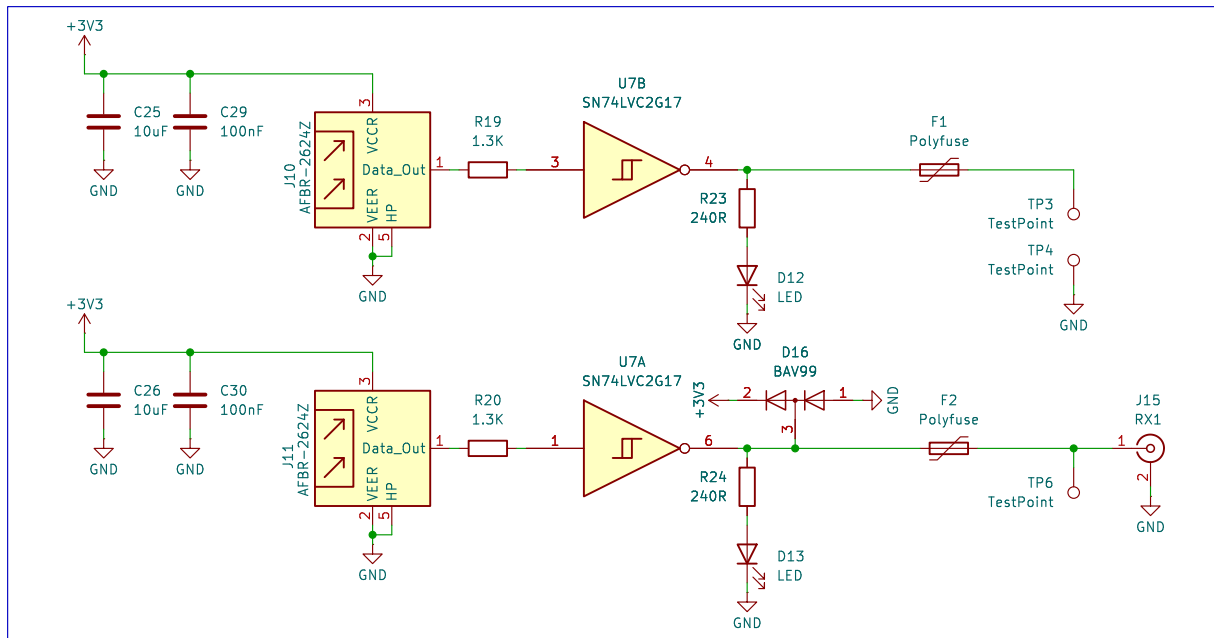 +3V3
C25
10uF
C29
100nF
GND
GND
J10
AFBR-2624Z
3
VCCR
Data_Out
1
VEER
HP
2
5
GND
R19
1.3K
U7B
SN74LVC2G17
3
4
R23
240R
D12
LED
GND
F1
Polyfuse
TP3
TestPoint
TP4
TestPoint
GND
+3V3
C26
10uF
C30
100nF
GND
GND
J11
AFBR-2624Z
3
VCCR
Data_Out
1
VEER
HP
2
5
GND
R20
1.3K
U7A
SN74LVC2G17
1
6
D16
BAV99
+3V3
2
1
3
GND
R24
240R
D13
LED
GND
F2
Polyfuse
TP6
TestPoint
J15
RX1
1
2
GND